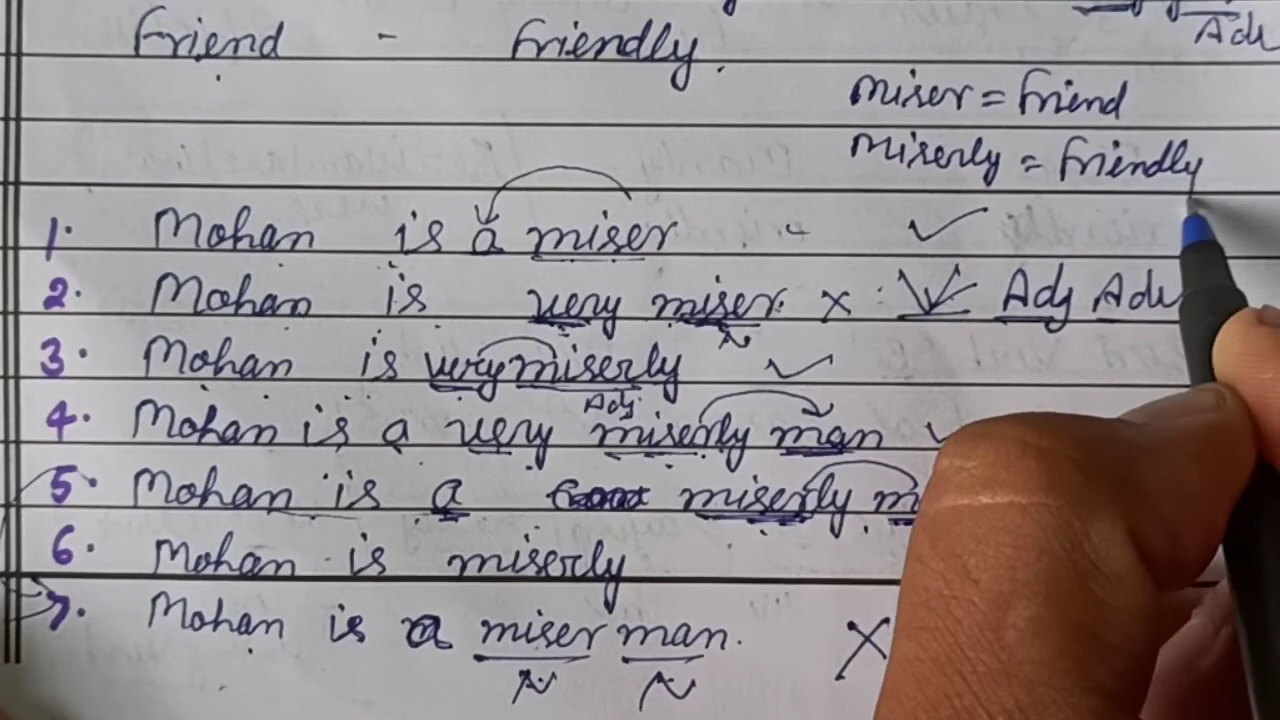 Adv
Friend - Friendly.
miser = Friend
miserly = Friendly
1. Mohan is a miser ✓
2. Mohan is very miser. × : V Adj Adv
N
3. Mohan is very miserly ✓
Adj
4. Mohan is a very miserly man ✓
5. Mohan is a miserly m
6. Mohan is miserly
7. Mohan is a miser man. X
N N